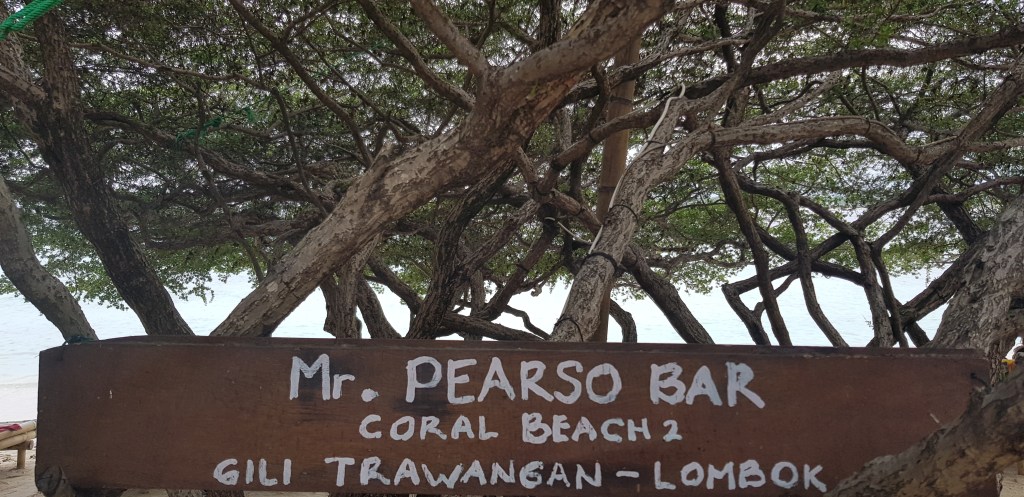 Mr. PEARSO BAR
CORAL BEACH 2
GILI TRAWANGAN - LOMBOK